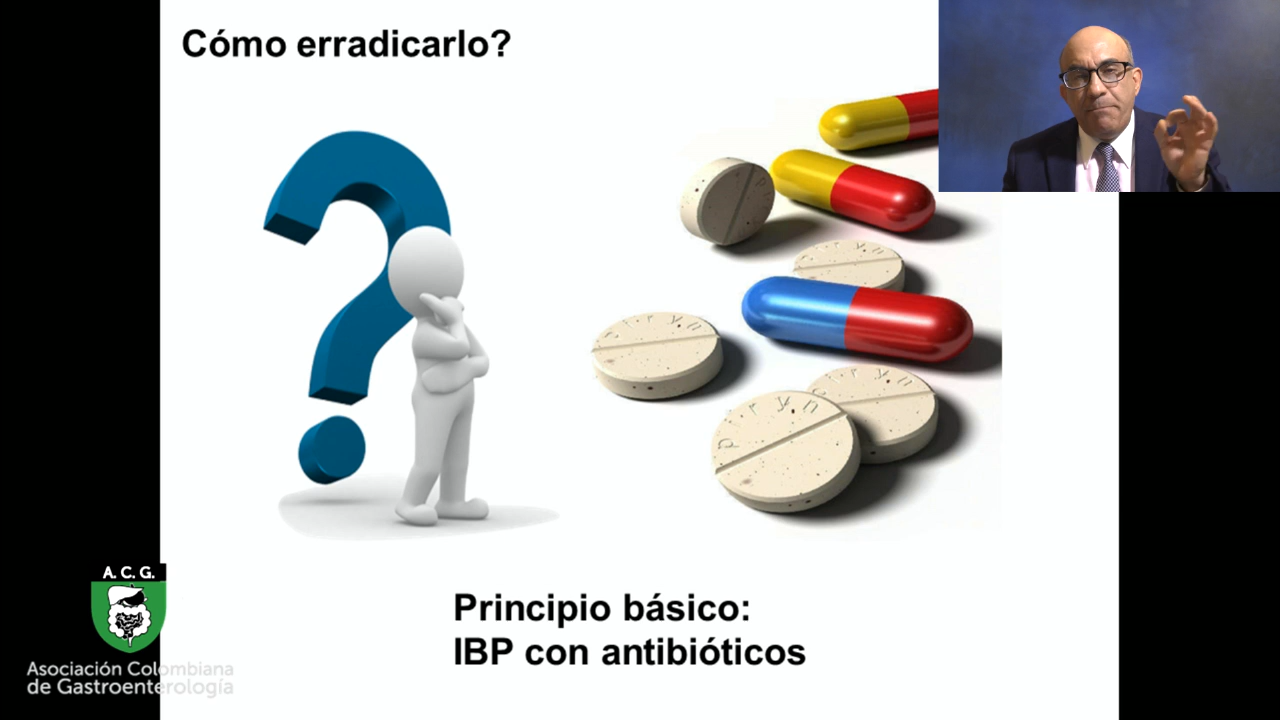 Cómo erradicarlo?
p i r y n
p i r y n
p i r y n
Principio básico:
IBP con antibióticos
A. C. G.
Asociación Colombiana
de Gastroenterología